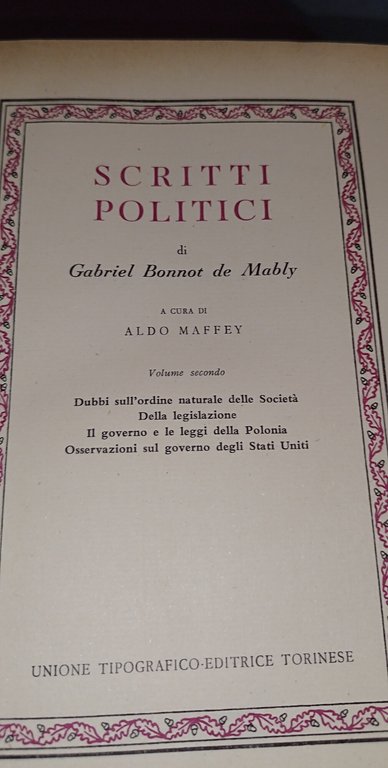 SCRITTI
POLITICI
di
Gabriel Bonnot de Mably
A CURA DI
ALDO MAFFEY
Volume secondo
Dubbi sull'ordine naturale delle Società
Della legislazione
Il governo e le leggi della Polonia
Osservazioni sul governo degli Stati Uniti
UNIONE TIPOGRAFICO-EDITRICE TORINESE